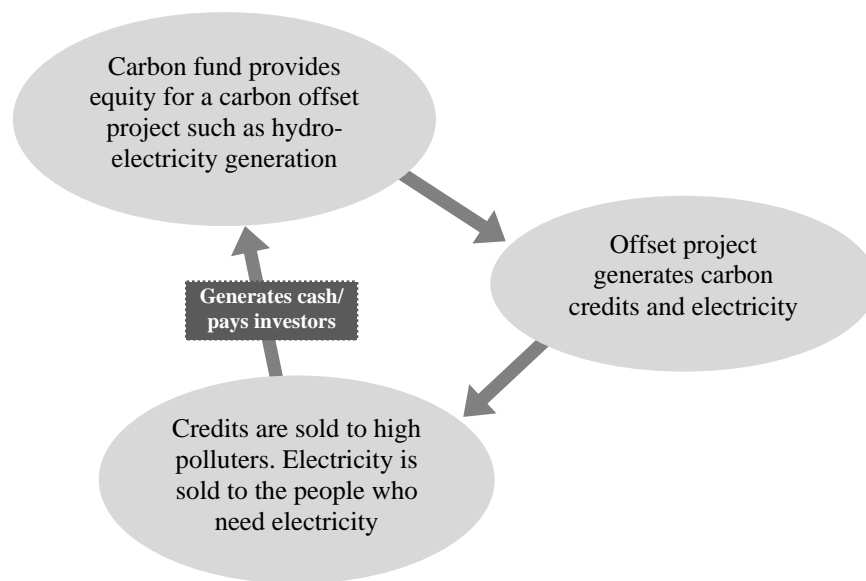 Carbon fund provides
equity for a carbon offset
project such as hydro-
electricity generation
Offset project
generates carbon
credits and electricity
Generates cash/
pays investors
Credits are sold to high
polluters. Electricity is
sold to the people who
need electricity